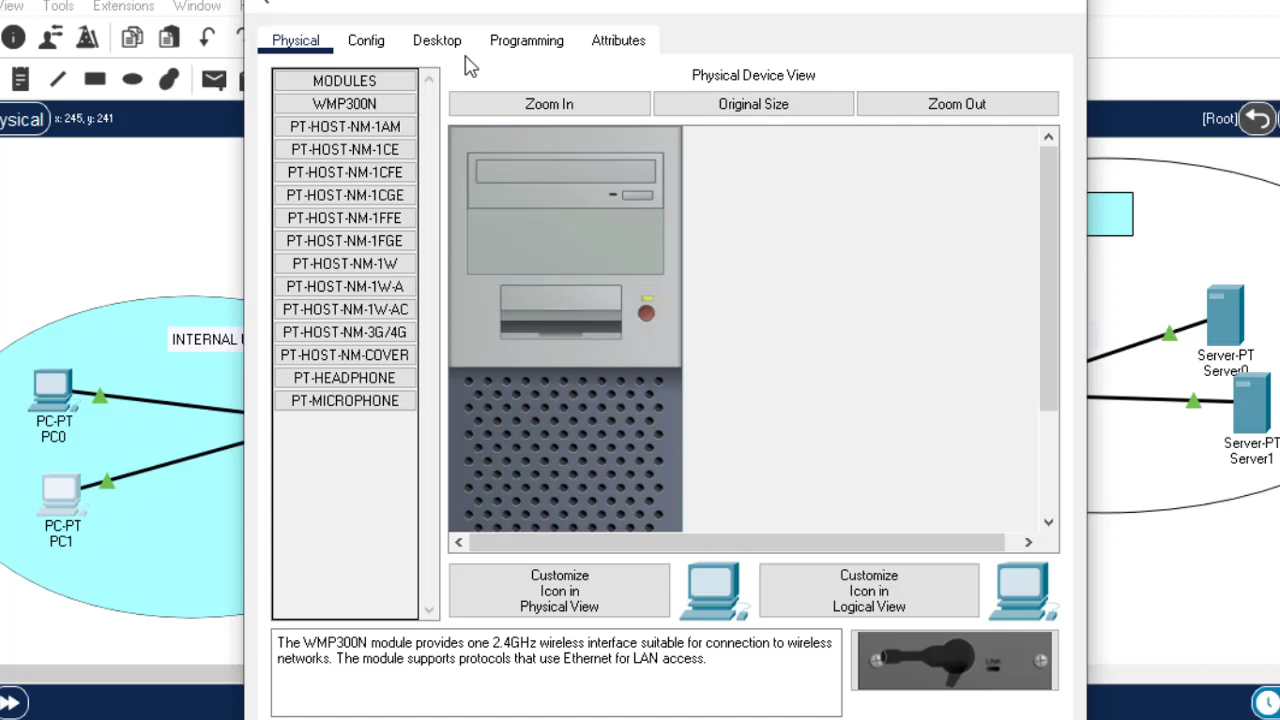 View Tools Extensions Window
Physical Config Desktop Programming Attributes
MODULES
WMP300N
PT-HOST-NM-1AM
PT-HOST-NM-1CE
PT-HOST-NM-1CFE
PT-HOST-NM-1CGE
PT-HOST-NM-1FFE
PT-HOST-NM-1FGE
PT-HOST-NM-1W
PT-HOST-NM-1W-A
PT-HOST-NM-1W-AC
PT-HOST-NM-3G/4G
PT-HOST-NM-COVER
PT-HEADPHONE
PT-MICROPHONE
Physical Device View
Zoom In Original Size Zoom Out
ysical x: 245, y: 241
[Root]
INTERNAL
PC-PT
PC0
PC-PT
PC1
Server-PT
Server0
Server-PT
Server1
Customize
Icon in
Physical View
Customize
Icon in
Logical View
The WMP300N module provides one 2.4GHz wireless interface suitable for connection to wireless
networks. The module supports protocols that use Ethernet for LAN access.
LINK